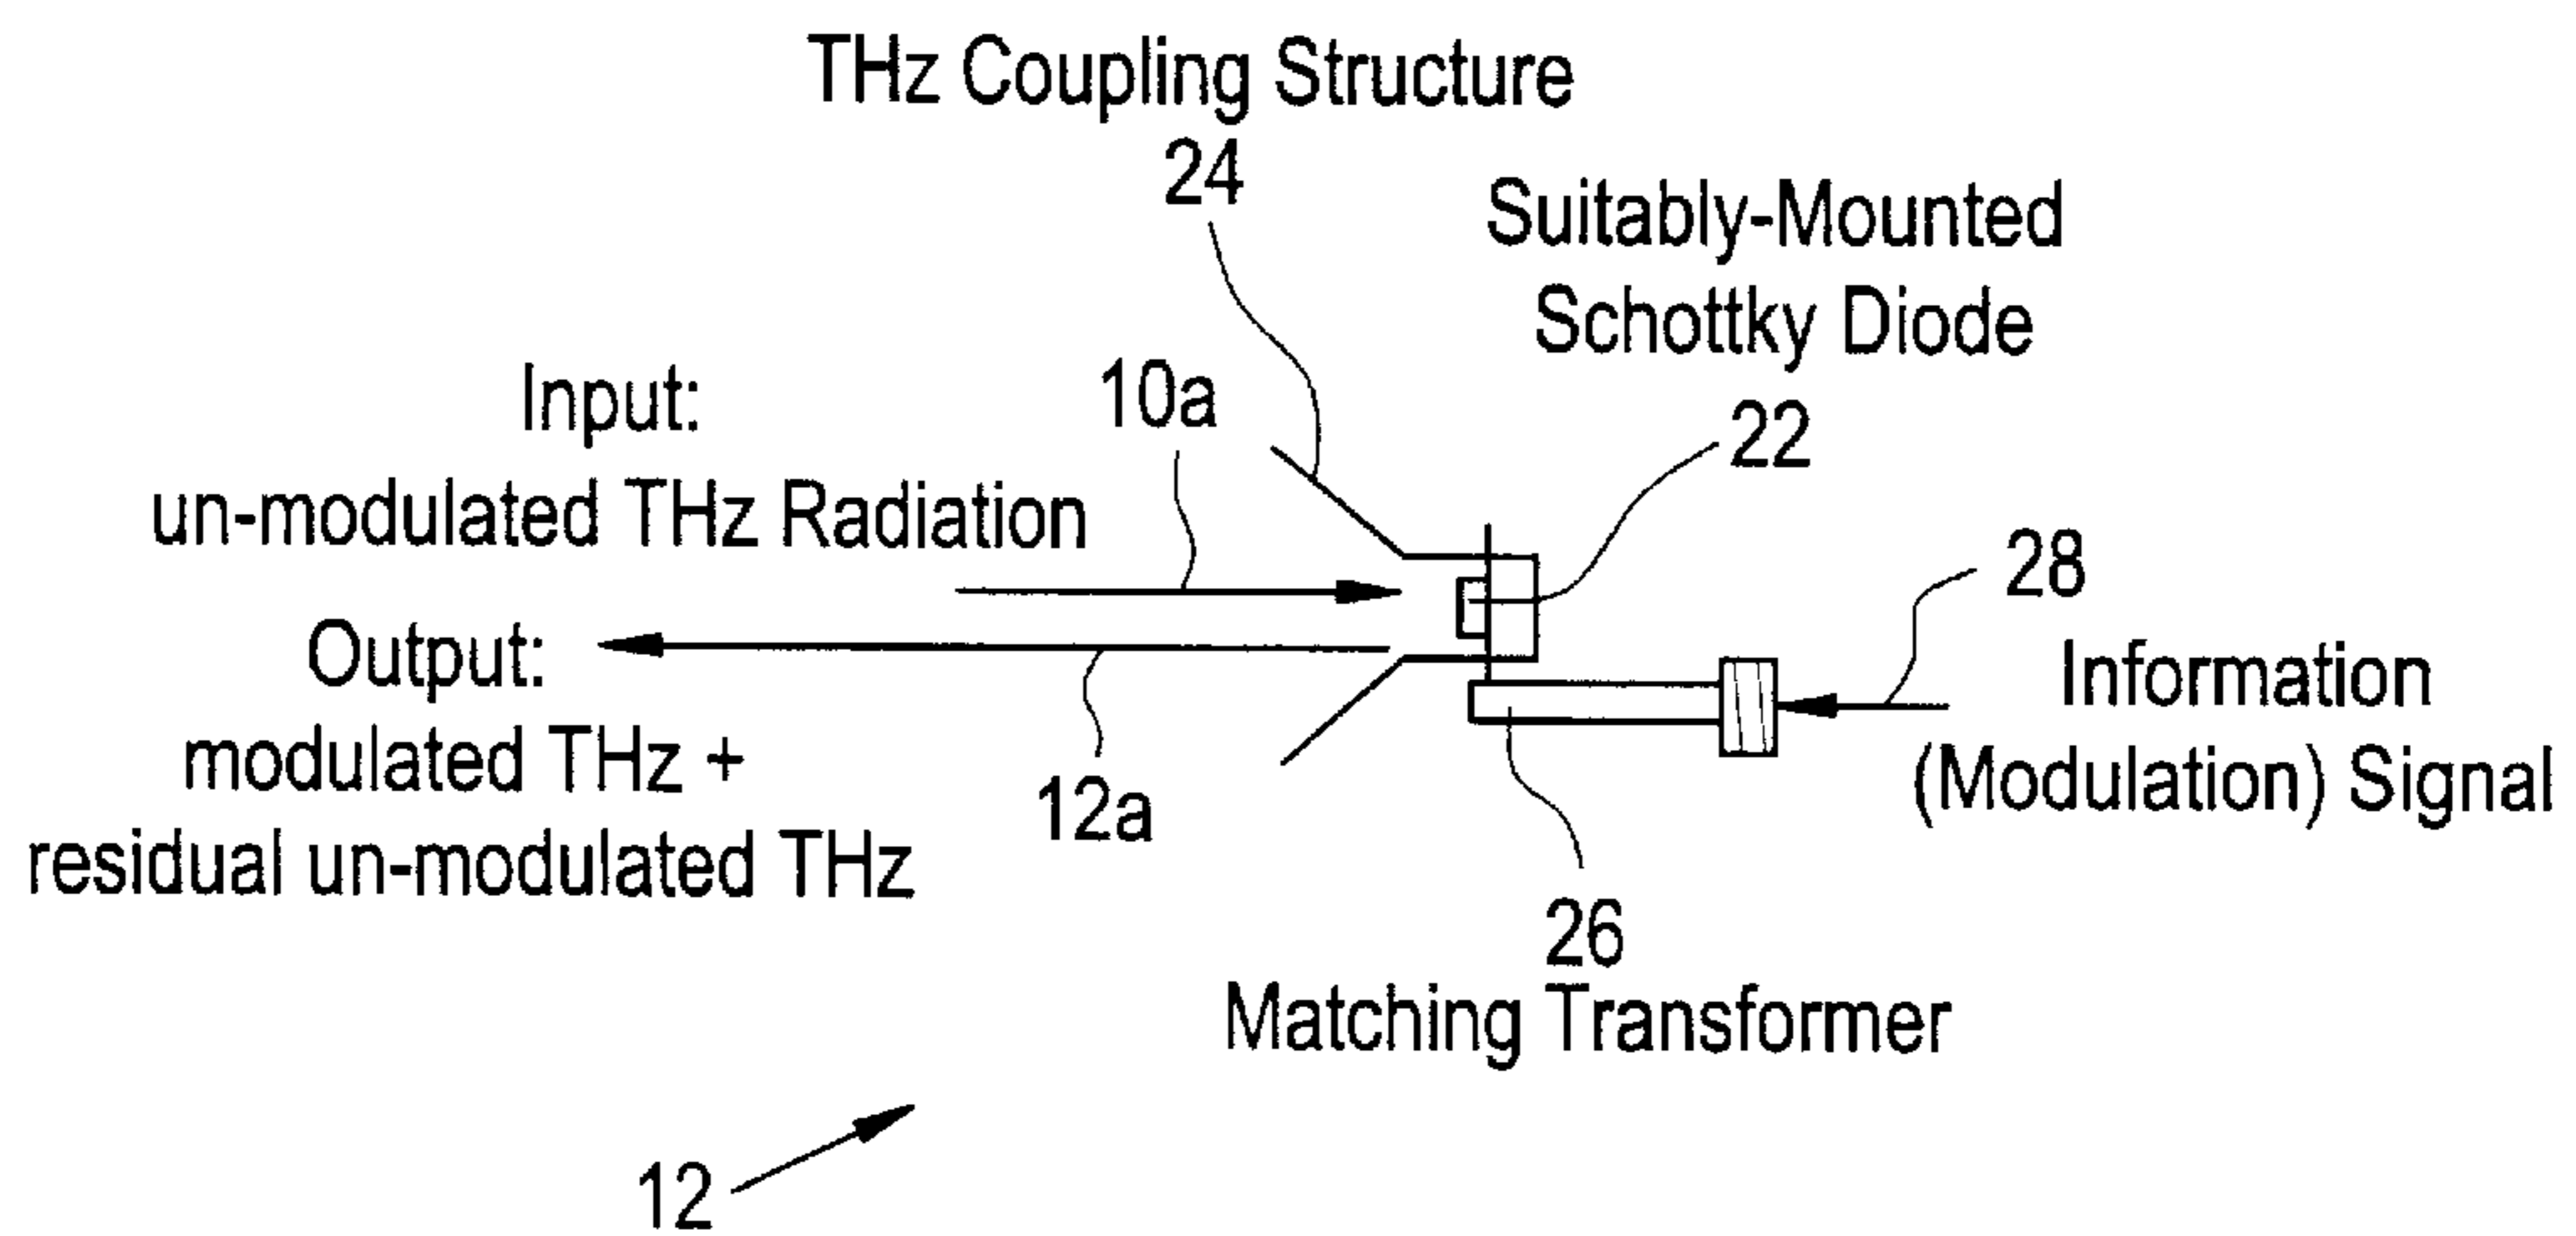 THz Coupling Structure
24
Suitably-Mounted
Schottky Diode
22
Input:
un-modulated THz Radiation
10a
28
Output:
modulated THz +
residual un-modulated THz
12a
Information
(Modulation) Signal
26
Matching Transformer
12